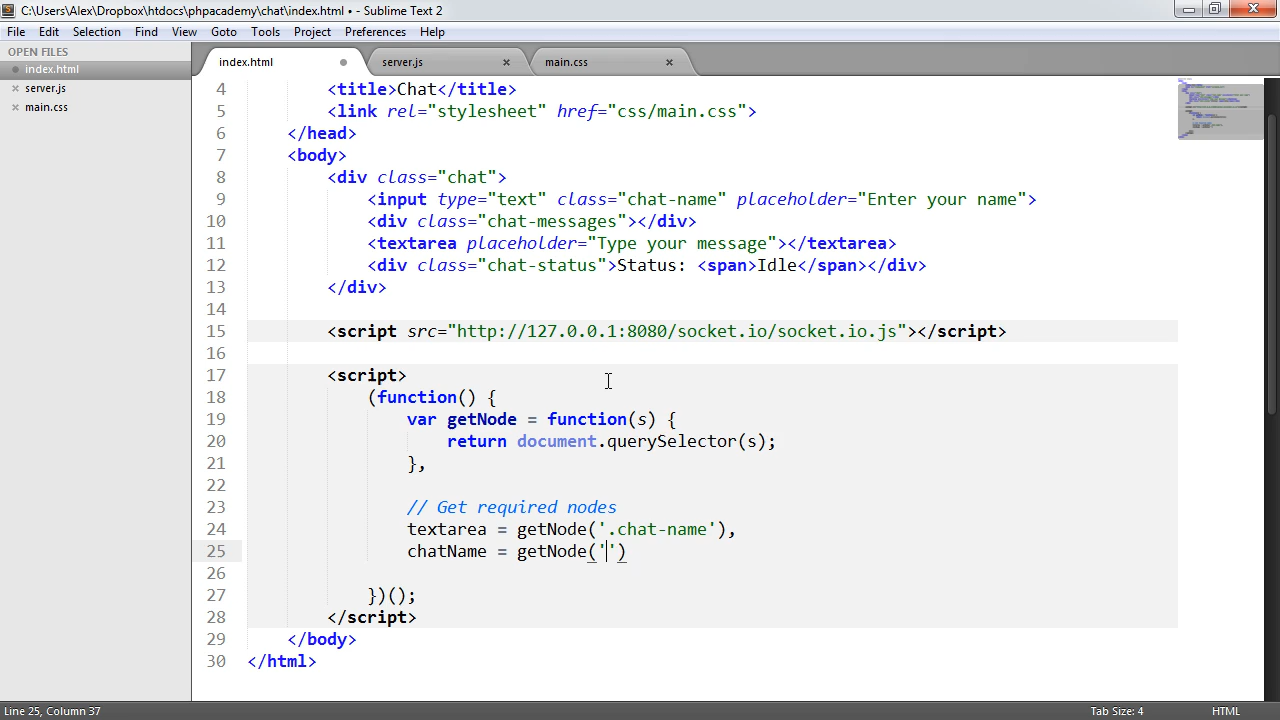 C:\Users\Alex\Dropbox\htdocs\phpacademy\chat\index.html • - Sublime Text 2
File Edit Selection Find View Goto Tools Project Preferences Help
OPEN FILES
index.html
server.js
main.css
index.html server.js main.css
4 <title>Chat</title>
5 <link rel="stylesheet" href="css/main.css">
6 </head>
7 <body>
8 <div class="chat">
9 <input type="text" class="chat-name" placeholder="Enter your name">
10 <div class="chat-messages"></div>
11 <textarea placeholder="Type your message"></textarea>
12 <div class="chat-status">Status: <span>Idle</span></div>
13 </div>
14
15 <script src="http://127.0.0.1:8080/socket.io/socket.io.js"></script>
16
17 <script>
18 (function() {
19 var getNode = function(s) {
20 return document.querySelector(s);
21 },
22
23 // Get required nodes
24 textarea = getNode('.chat-name'),
25 chatName = getNode('')
26
27 })();
28 </script>
29 </body>
30 </html>
Line 25, Column 37 Tab Size: 4 HTML